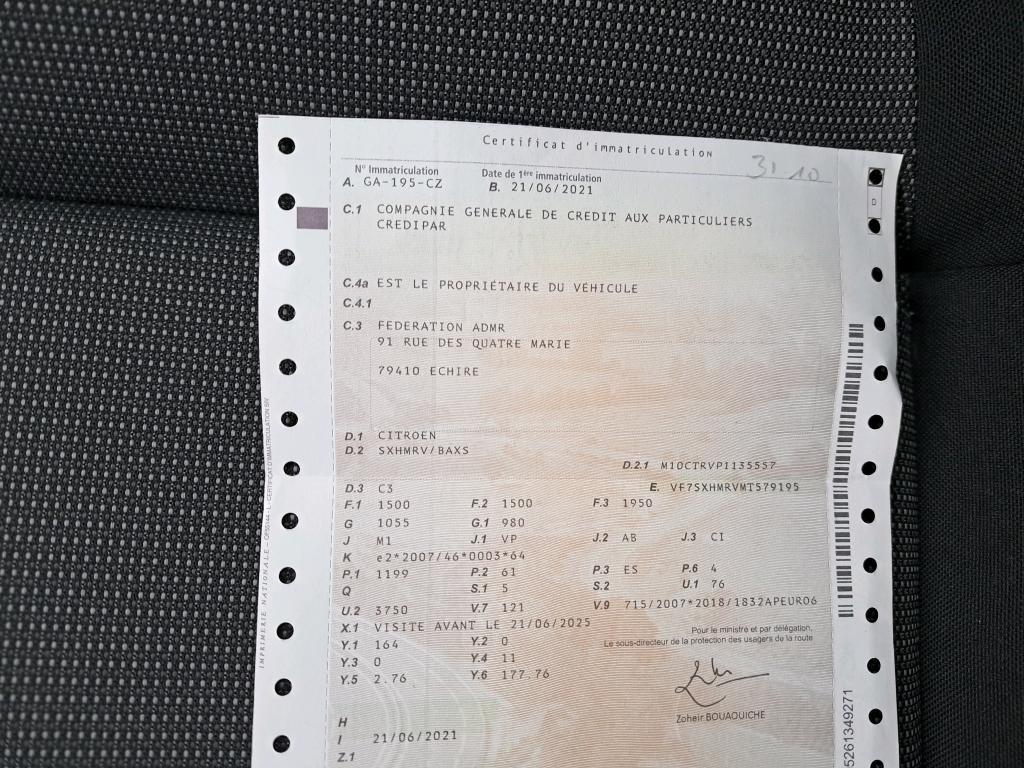 Certificat d'immatriculation
31 10
N° Immatriculation Date de 1ère immatriculation
A. GA-195-CZ B. 21/06/2021
C.1 COMPAGNIE GENERALE DE CREDIT AUX PARTICULIERS
CREDIPAR
C.4a EST LE PROPRIÉTAIRE DU VÉHICULE
C.4.1
C.3 FEDERATION ADMR
91 RUE DES QUATRE MARIE
79410 ECHIRE
D.1 CITROEN
D.2 SXHMRV/BAXS
D.2.1 M10CTRVP1135557
D.3 C3 E. VF7SXHMRVMT579195
F.1 1500 F.2 1500 F.3 1950
G 1055 G.1 980
J M1 J.1 VP J.2 AB J.3 CI
K e2*2007/46*0003*64
P.1 1199 P.2 61 P.3 ES P.6 4
Q S.1 5 S.2 U.1 76
U.2 3750 V.7 121 V.9 715/2007*2018/1832APEURO6
X.1 VISITE AVANT LE 21/06/2025
Y.1 164 Y.2 0
Y.3 0 Y.4 11
Y.5 2.76 Y.6 177.76
Pour le ministre et par délégation,
Le sous-directeur de la protection des usagers de la route
Zoheir BOUAOUICHE
H
I 21/06/2021
Z.1
D
5261349271
IMPRIMERIE NATIONALE